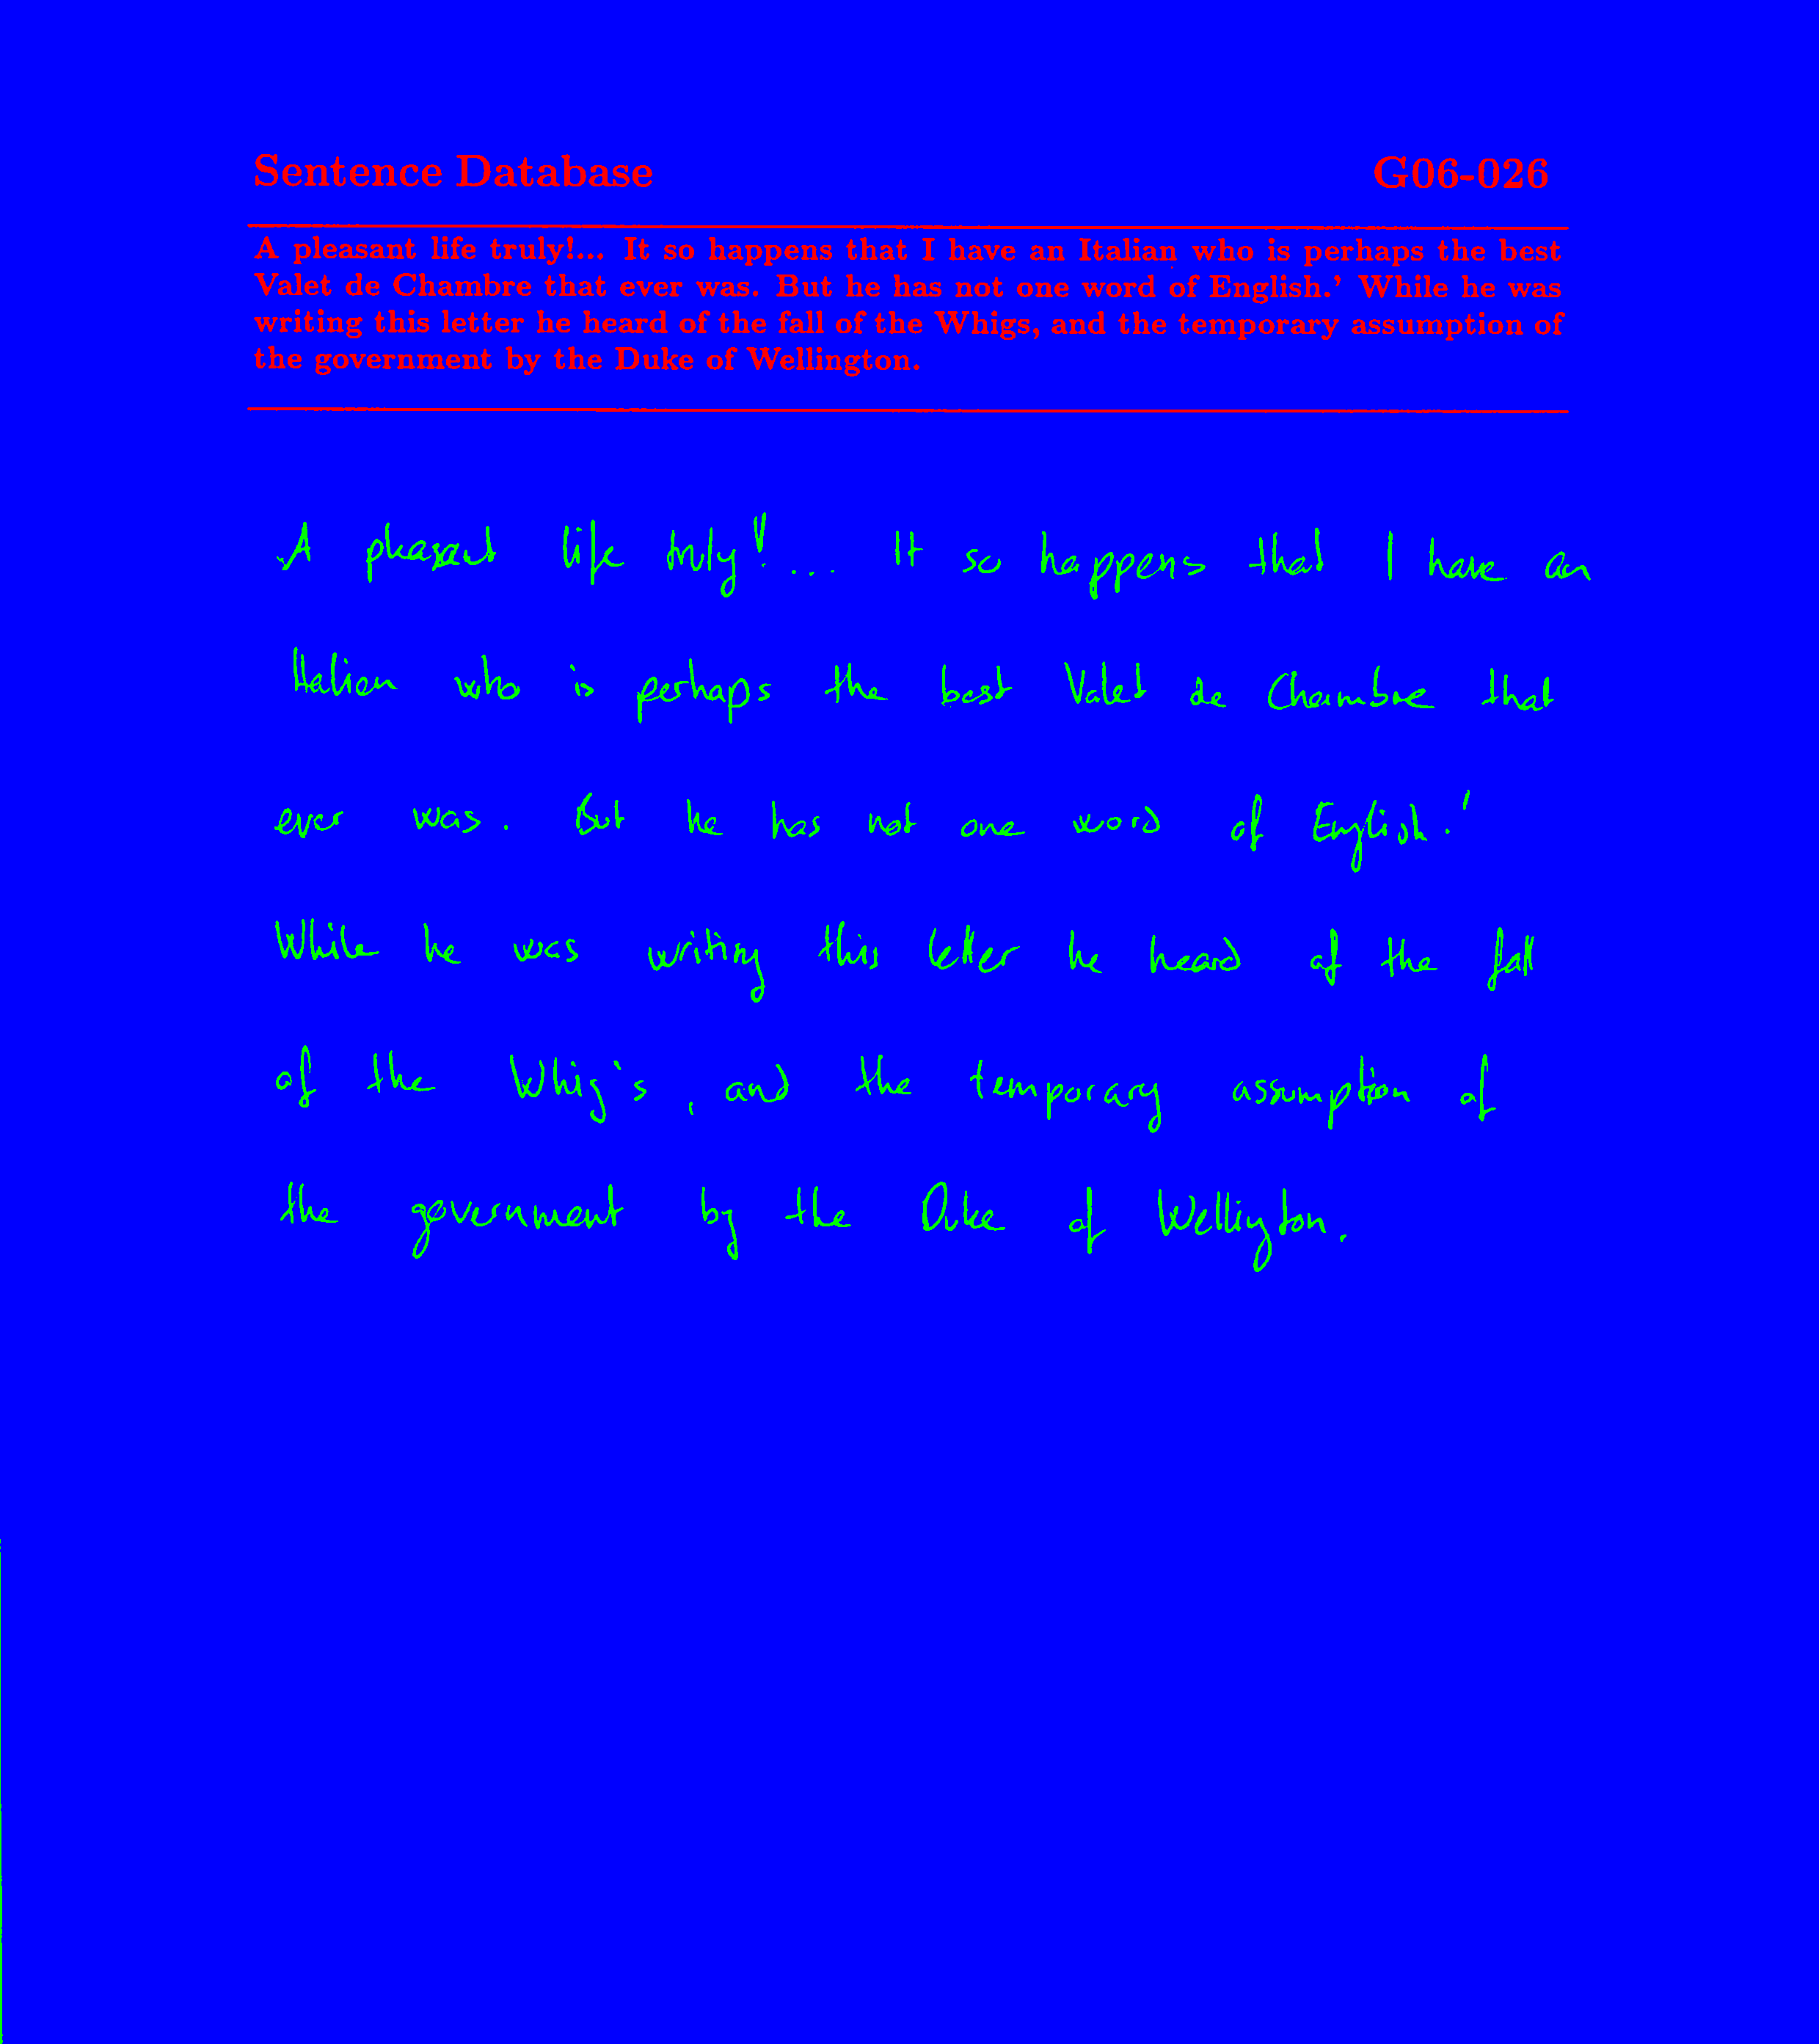 Sentence Database G06-026
A pleasant life truly!... It so happens that I have an Italian who is perhaps the best
Valet de Chambre that ever was. But he has not one word of English.' While he was
writing this letter he heard of the fall of the Whigs, and the temporary assumption of
the government by the Duke of Wellington.
A pleasant life truly!... It so happens that I have an
Italian who is perhaps the best Valet de Chambre that
ever was. But he has not one word of English.'
While he was writing this letter he heard of the fall
of the Whig's, and the temporary assumption of
the government by the Duke of Wellington.